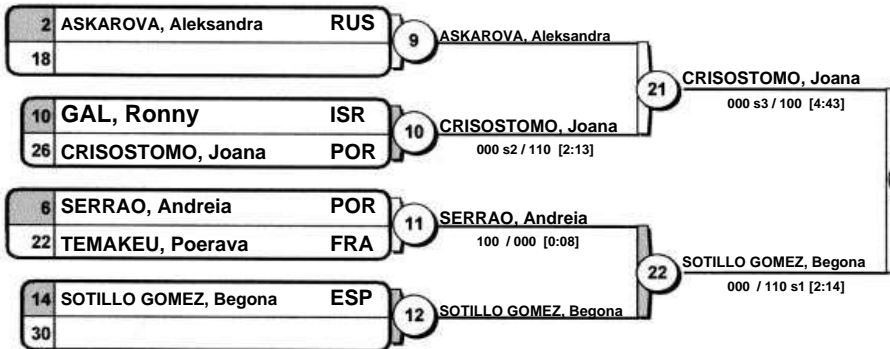 2 ASKAROVA, Aleksandra RUS
18
9 ASKAROVA, Aleksandra
10 GAL, Ronny ISR
26 CRISOSTOMO, Joana POR
10 CRISOSTOMO, Joana
000 s2 / 110 [2:13]
21 CRISOSTOMO, Joana
000 s3 / 100 [4:43]
6 SERRAO, Andreia POR
22 TEMAKEU, Poerava FRA
11 SERRAO, Andreia
100 / 000 [0:08]
14 SOTILLO GOMEZ, Begona ESP
30
12 SOTILLO GOMEZ, Begona
22 SOTILLO GOMEZ, Begona
000 / 110 s1 [2:14]